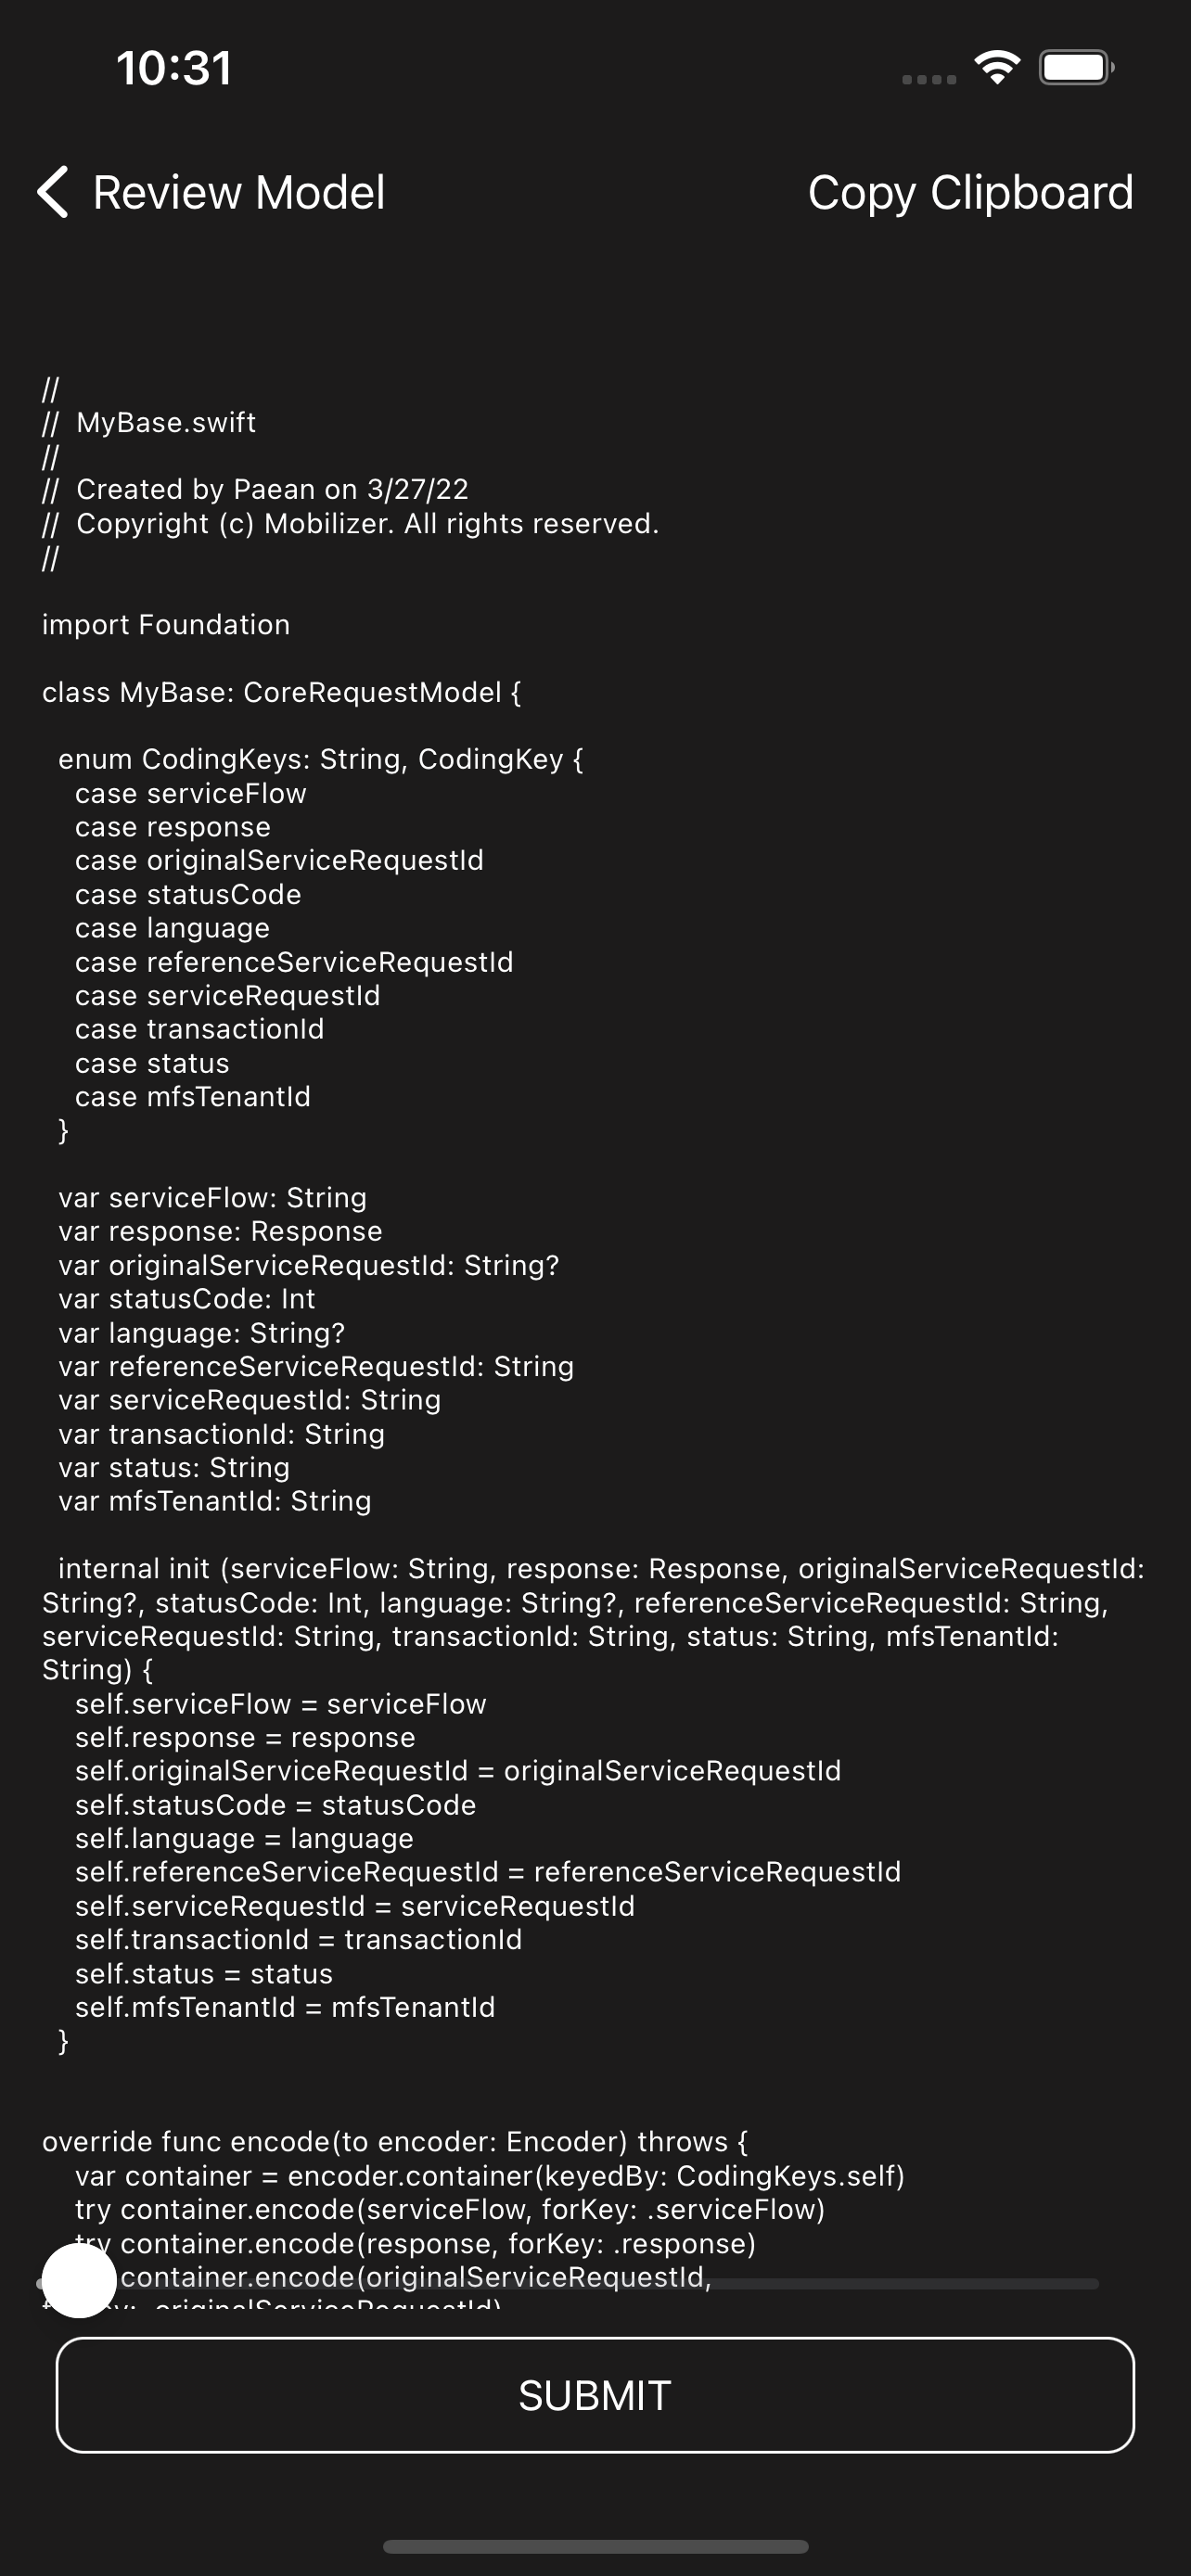 10:31
Review Model
Copy Clipboard
//
//  MyBase.swift
//
//  Created by Paean on 3/27/22
//  Copyright (c) Mobilizer. All rights reserved.
//
import Foundation
class MyBase: CoreRequestModel {
  enum CodingKeys: String, CodingKey {
    case serviceFlow
    case response
    case originalServiceRequestId
    case statusCode
    case language
    case referenceServiceRequestId
    case serviceRequestId
    case transactionId
    case status
    case mfsTenantId
  }
  var serviceFlow: String
  var response: Response
  var originalServiceRequestId: String?
  var statusCode: Int
  var language: String?
  var referenceServiceRequestId: String
  var serviceRequestId: String
  var transactionId: String
  var status: String
  var mfsTenantId: String
  internal init (serviceFlow: String, response: Response, originalServiceRequestId:
String?, statusCode: Int, language: String?, referenceServiceRequestId: String,
serviceRequestId: String, transactionId: String, status: String, mfsTenantId:
String) {
    self.serviceFlow = serviceFlow
    self.response = response
    self.originalServiceRequestId = originalServiceRequestId
    self.statusCode = statusCode
    self.language = language
    self.referenceServiceRequestId = referenceServiceRequestId
    self.serviceRequestId = serviceRequestId
    self.transactionId = transactionId
    self.status = status
    self.mfsTenantId = mfsTenantId
  }
override func encode(to encoder: Encoder) throws {
    var container = encoder.container(keyedBy: CodingKeys.self)
    try container.encode(serviceFlow, forKey: .serviceFlow)
    try container.encode(response, forKey: .response)
container.encode(originalServiceRequestId,
.originalServiceRequestId)
SUBMIT